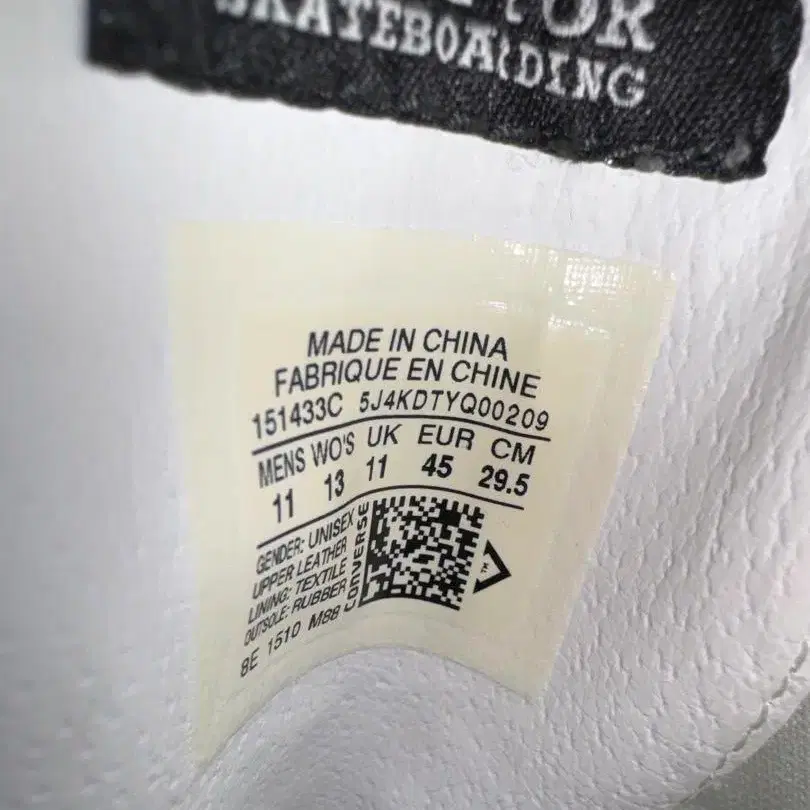 SKATEBOARDING
MADE IN CHINA
FABRIQUE EN CHINE
151433C 5J4KDTYQ00209
MENS WO'S UK EUR CM
11 13 11 45 29.5
GENDER: UNISEX
UPPER LEATHER
LINING: TEXTILE
OUTSOLE: RUBBER
8E 1510 M88
CONVERSE
TM